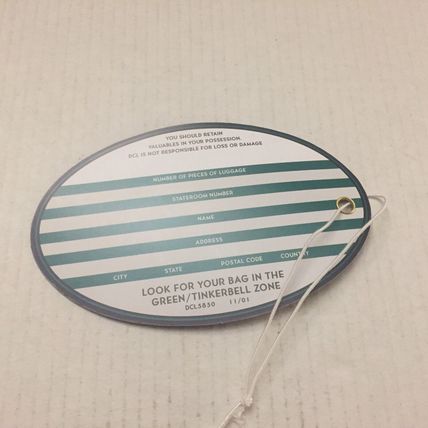 YOU SHOULD RETAIN
VALUABLES IN YOUR POSSESSION.
DCL IS NOT RESPONSIBLE FOR LOSS OR DAMAGE
NUMBER OF PIECES OF LUGGAGE
STATEROOM NUMBER
NAME
ADDRESS
CITY STATE POSTAL CODE COUNTRY
LOOK FOR YOUR BAG IN THE
GREEN/TINKERBELL ZONE
DCL5850 11/01